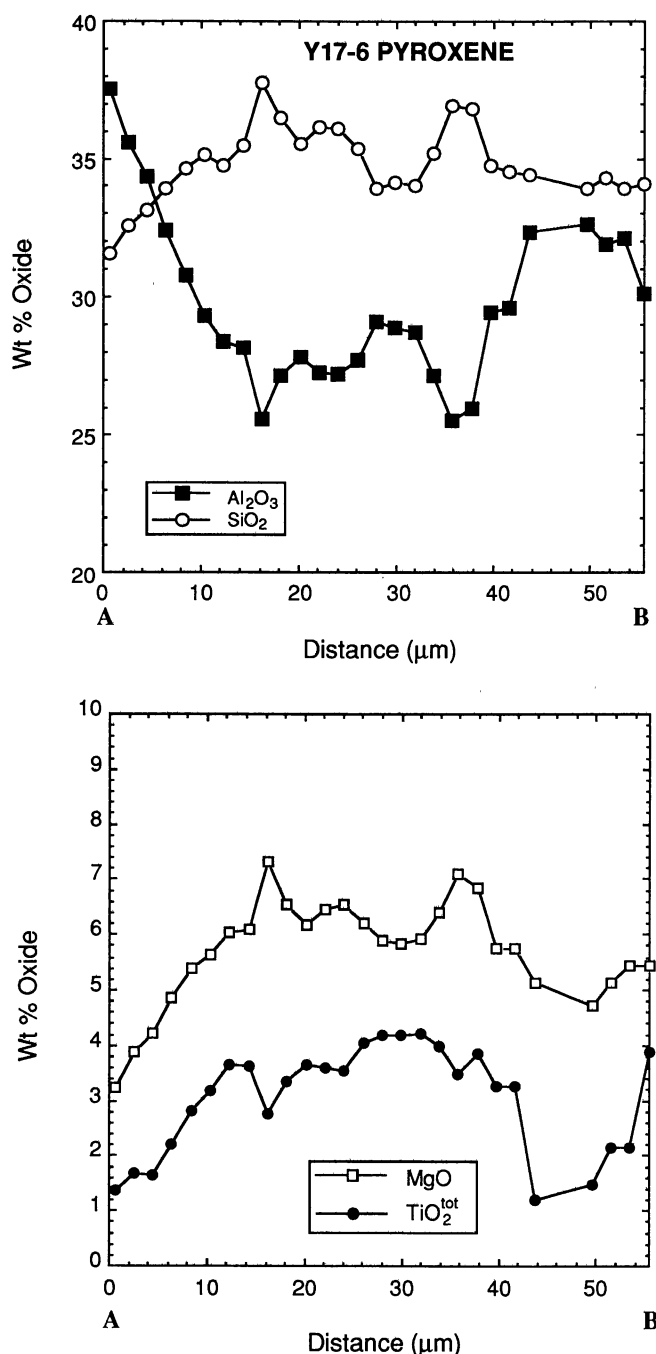 Y17-6 PYROXENE
40
35
30
25
20
Wt % Oxide
Al₂O₃
SiO₂
0 10 20 30 40 50
A B
Distance (μm)
10
9
8
7
6
5
4
3
2
1
0
Wt % Oxide
MgO
TiO₂ᵗᵒᵗ
0 10 20 30 40 50
A B
Distance (μm)